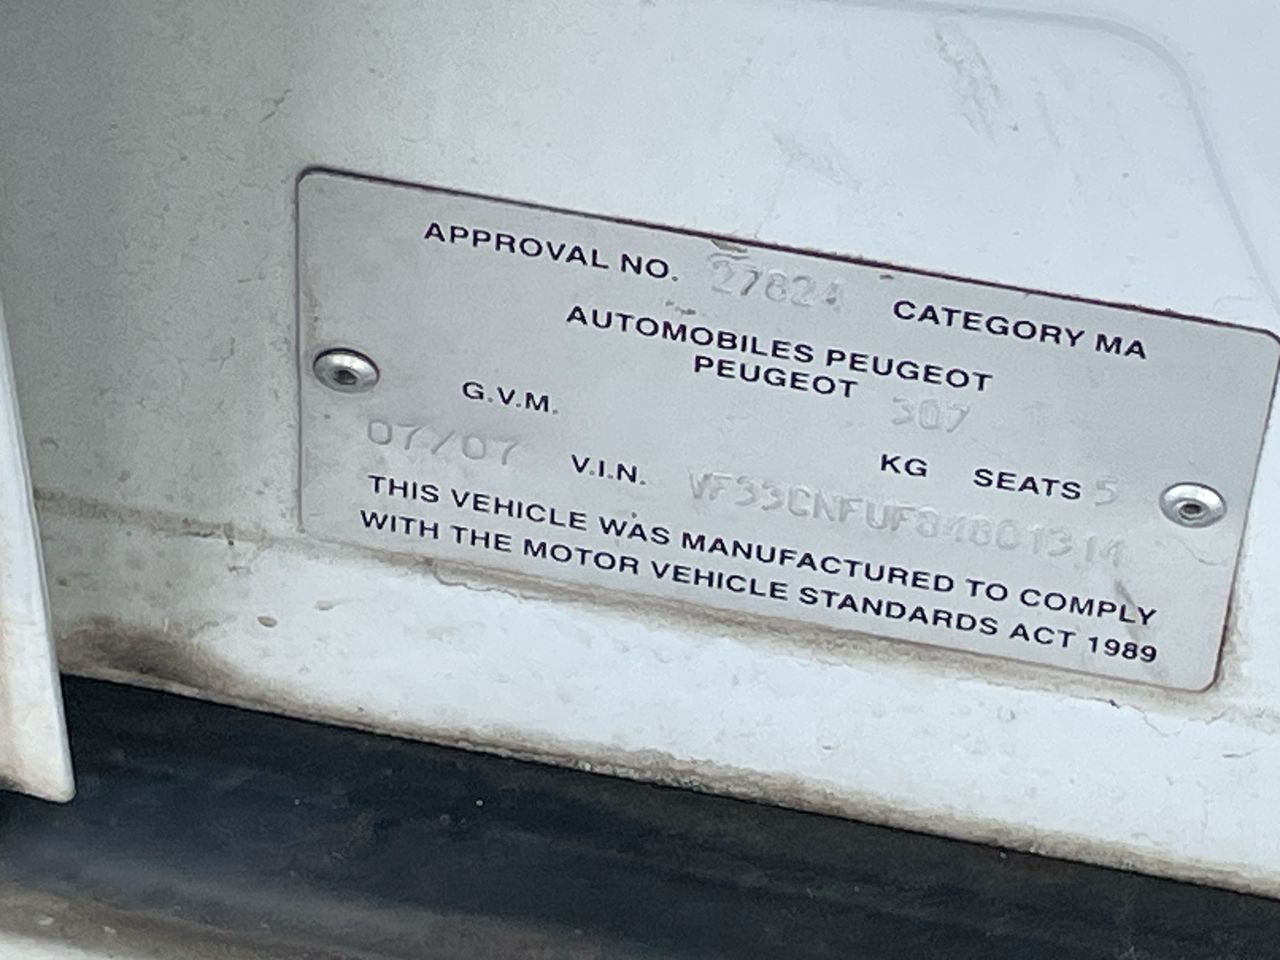 APPROVAL NO. 27824 CATEGORY MA
AUTOMOBILES PEUGEOT
PEUGEOT 307
G.V.M. KG SEATS 5
07/07 V.I.N.
THIS VEHICLE WAS MANUFACTURED TO COMPLY
WITH THE MOTOR VEHICLE STANDARDS ACT 1989